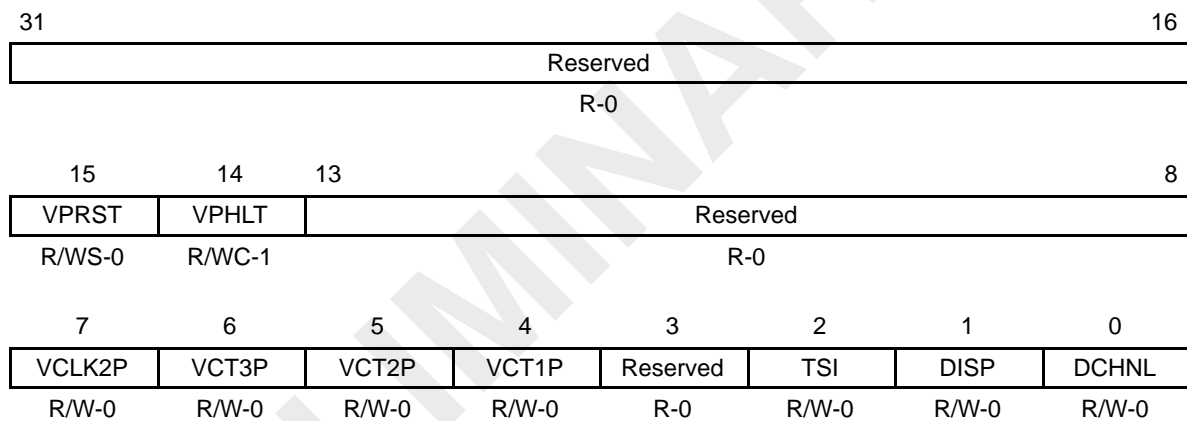 31 16
Reserved
R-0
15 14 13 8
VPRST VPHLT Reserved
R/WS-0 R/WC-1 R-0
7 6 5 4 3 2 1 0
VCLK2P VCT3P VCT2P VCT1P Reserved TSI DISP DCHNL
R/W-0 R/W-0 R/W-0 R/W-0 R-0 R/W-0 R/W-0 R/W-0